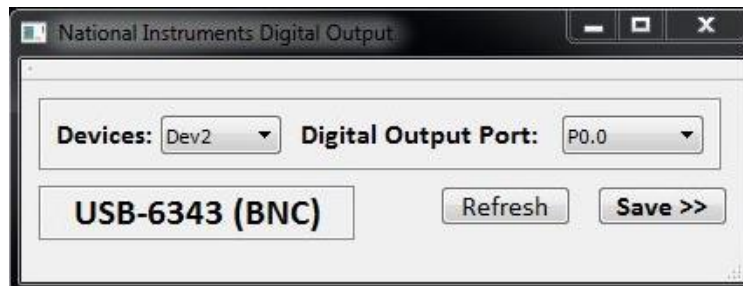 National Instruments Digital Output
Devices: Dev2 Digital Output Port: P0.0
USB-6343 (BNC) Refresh Save >>